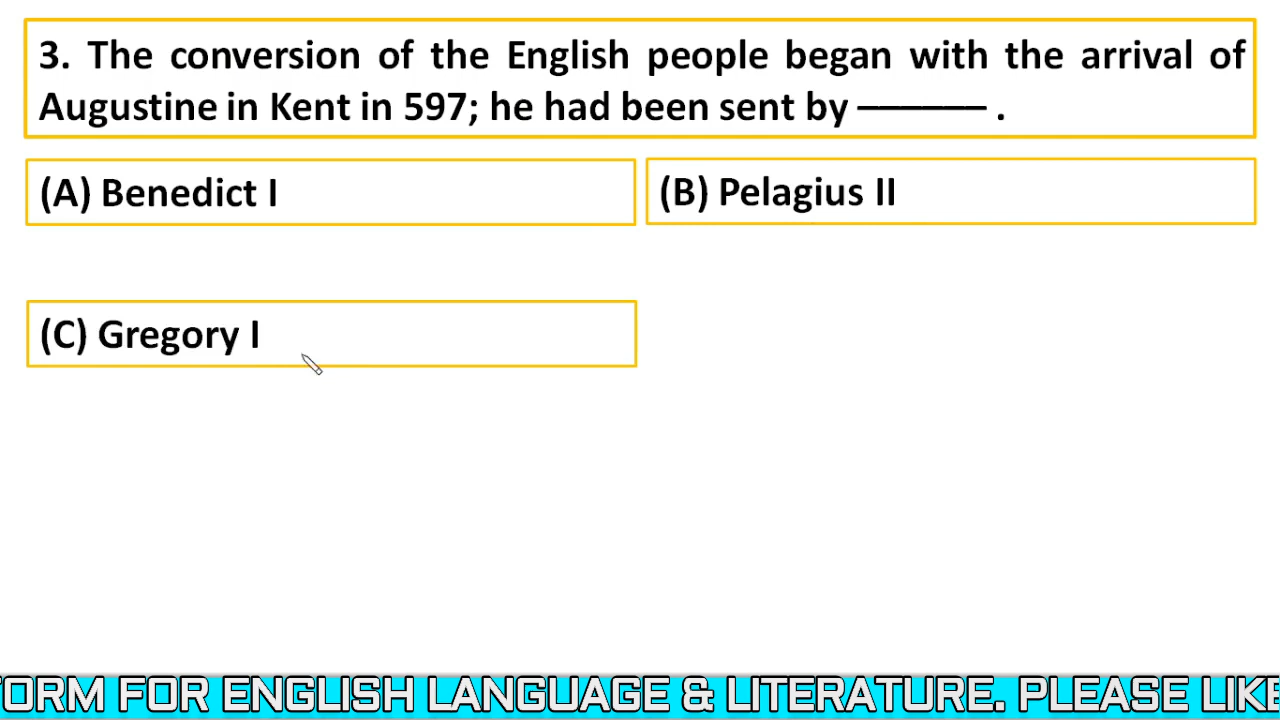 3. The conversion of the English people began with the arrival of
Augustine in Kent in 597; he had been sent by ———— .
(A) Benedict I
(B) Pelagius II
(C) Gregory I
FORM FOR ENGLISH LANGUAGE & LITERATURE. PLEASE LIKE